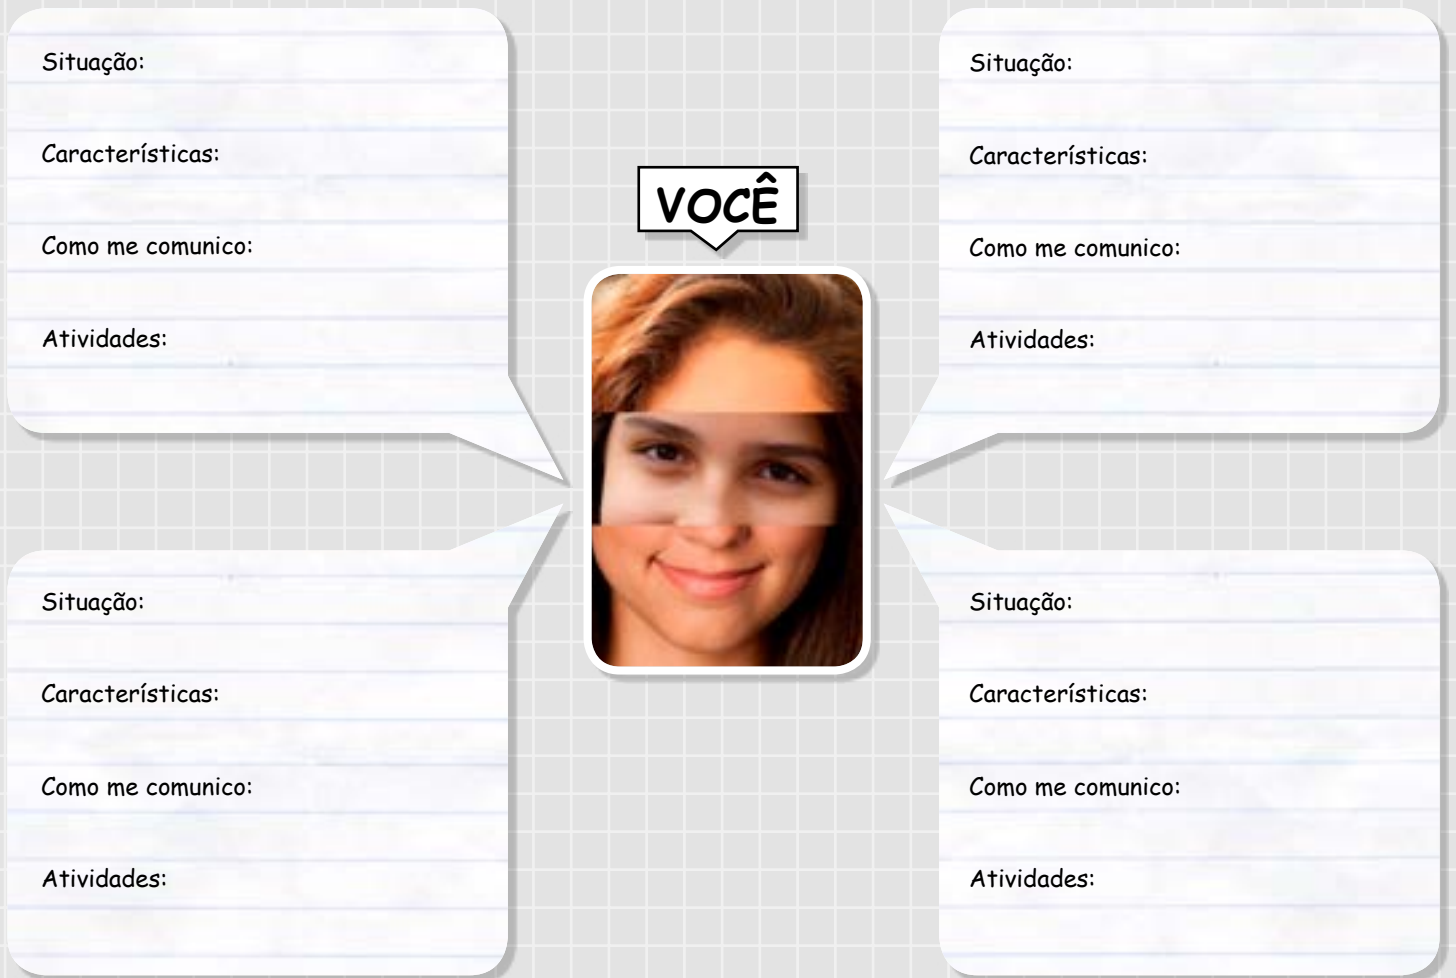 Situação:
Características:
Como me comunico:
Atividades:
Situação:
Características:
Como me comunico:
Atividades:
VOCÊ
Situação:
Características:
Como me comunico:
Atividades:
Situação:
Características:
Como me comunico:
Atividades: